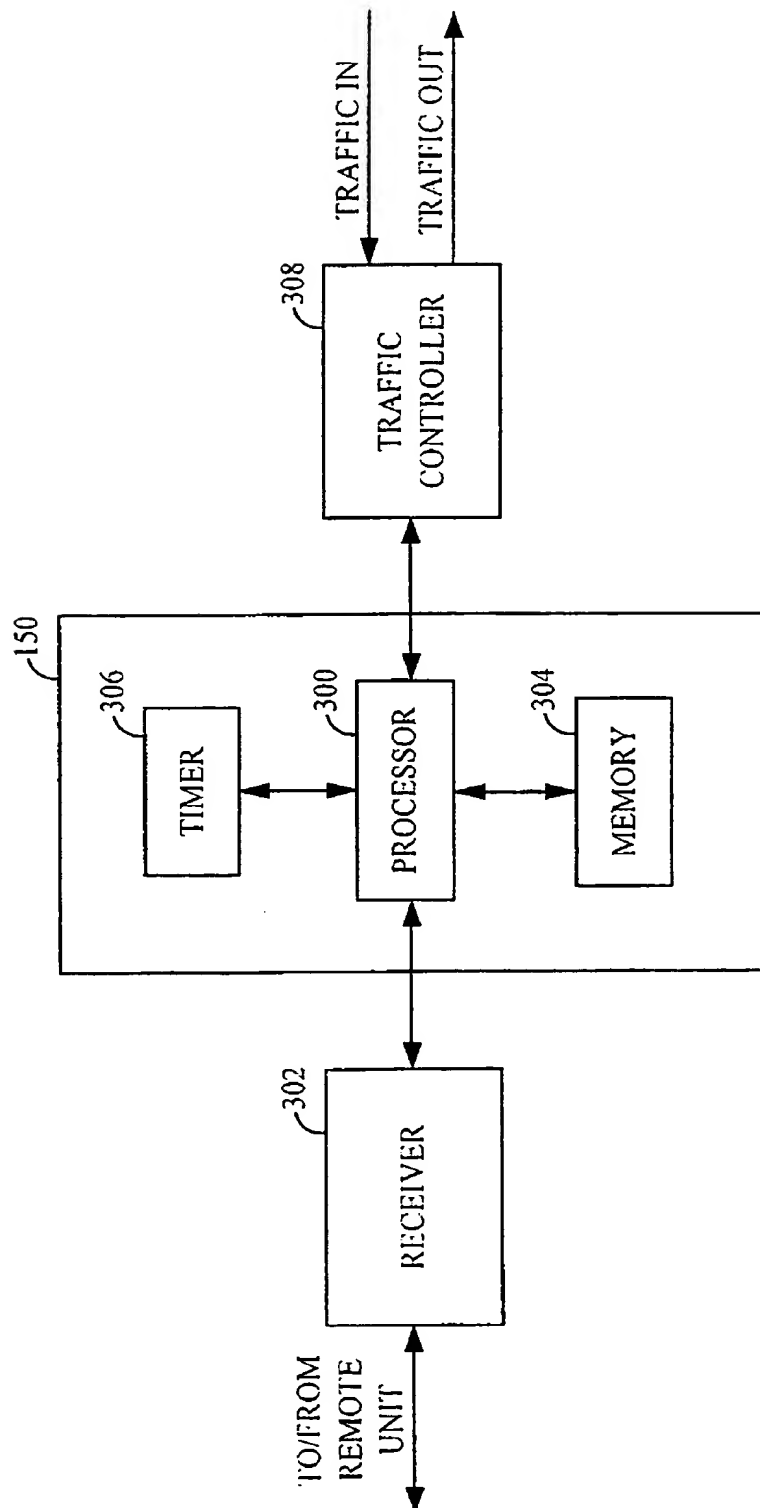 TO/FROM
REMOTE
UNIT
302
RECEIVER
150
306
TIMER
300
PROCESSOR
304
MEMORY
308
TRAFFIC
CONTROLLER
TRAFFIC IN
TRAFFIC OUT